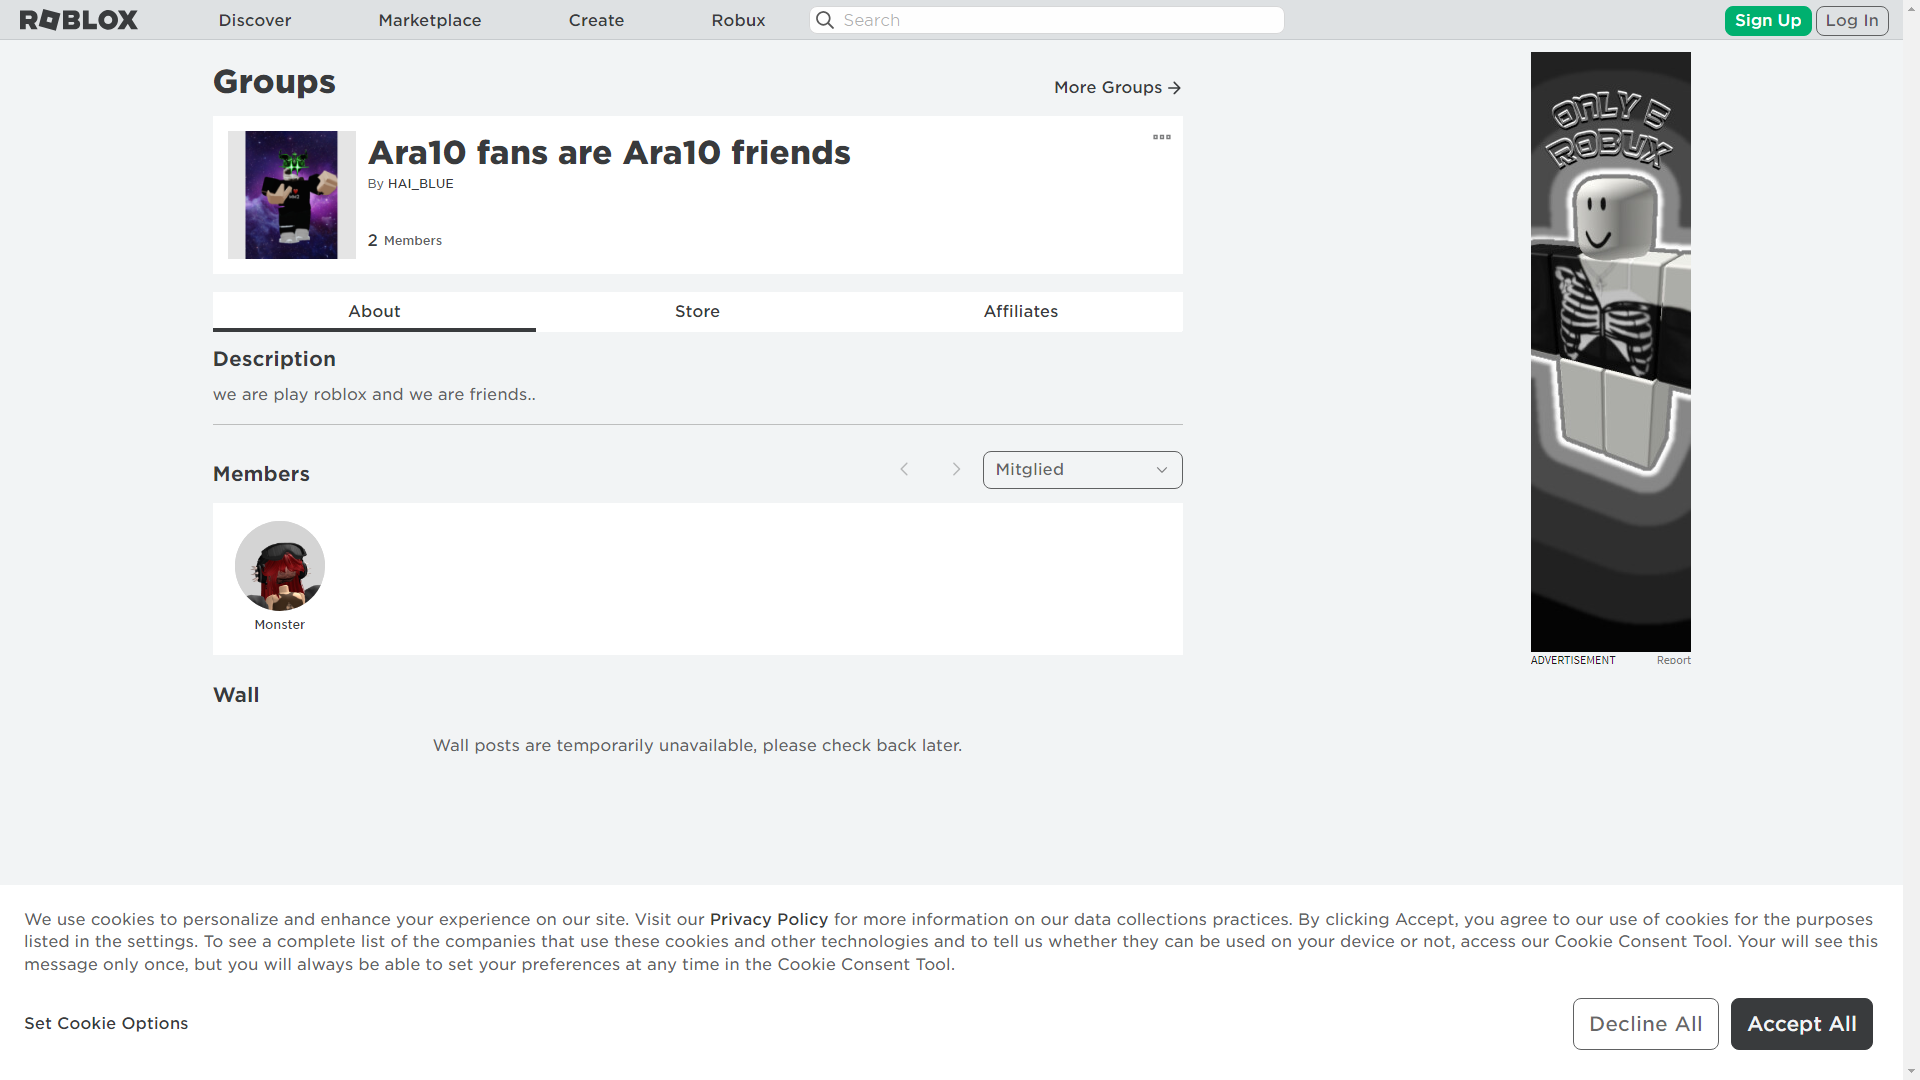 ROBLOX
Discover
Marketplace
Create
Robux
Search
Sign Up
Log In
Groups
More Groups
Ara10 fans are Ara10 friends
By HAI_BLUE
2 Members
About
Store
Affiliates
Description
we are play roblox and we are friends..
Members
Mitglied
Monster
Wall
Wall posts are temporarily unavailable, please check back later.
ONLY 5
ROBUX
ADVERTISEMENT
Report
We use cookies to personalize and enhance your experience on our site. Visit our Privacy Policy for more information on our data collections practices. By clicking Accept, you agree to our use of cookies for the purposes
listed in the settings. To see a complete list of the companies that use these cookies and other technologies and to tell us whether they can be used on your device or not, access our Cookie Consent Tool. Your will see this
message only once, but you will always be able to set your preferences at any time in the Cookie Consent Tool.
Set Cookie Options
Decline All
Accept All